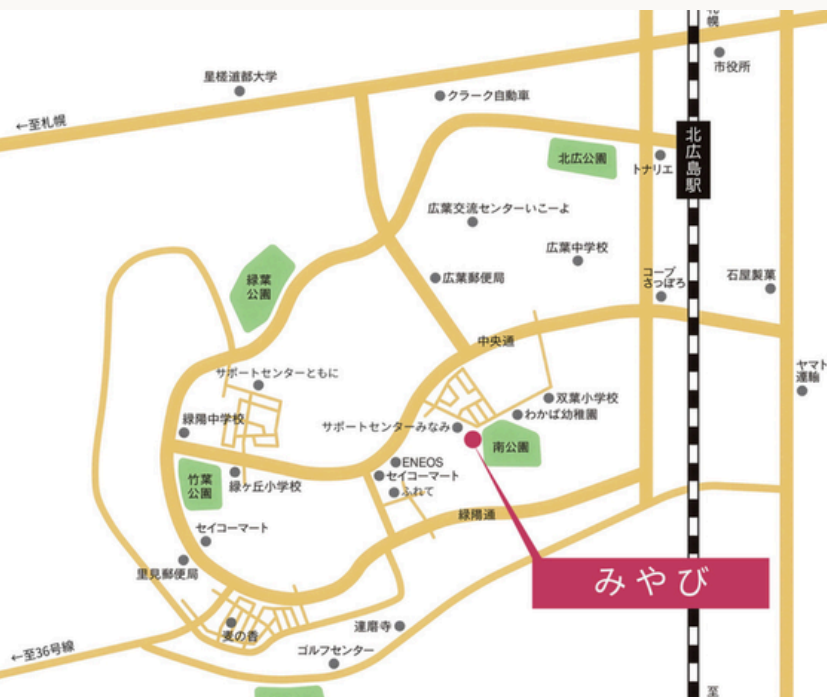 札幌
市役所
星槎道都大学
クラーク自動車
←至札幌
北広島駅
北広公園
トナリエ
広葉交流センターいこーよ
広葉中学校
緑葉
公園
広葉郵便局
コープ
さっぽろ
石屋製菓
中央通
ヤマト
運輸
サポートセンターともに
双葉小学校
わかば幼稚園
緑陽中学校
サポートセンターみなみ
南公園
ENEOS
セイコーマート
ふれて
竹葉
公園
緑ヶ丘小学校
緑陽通
セイコーマート
里見郵便局
みやび
麦の香
達磨寺
ゴルフセンター
←至36号線
至